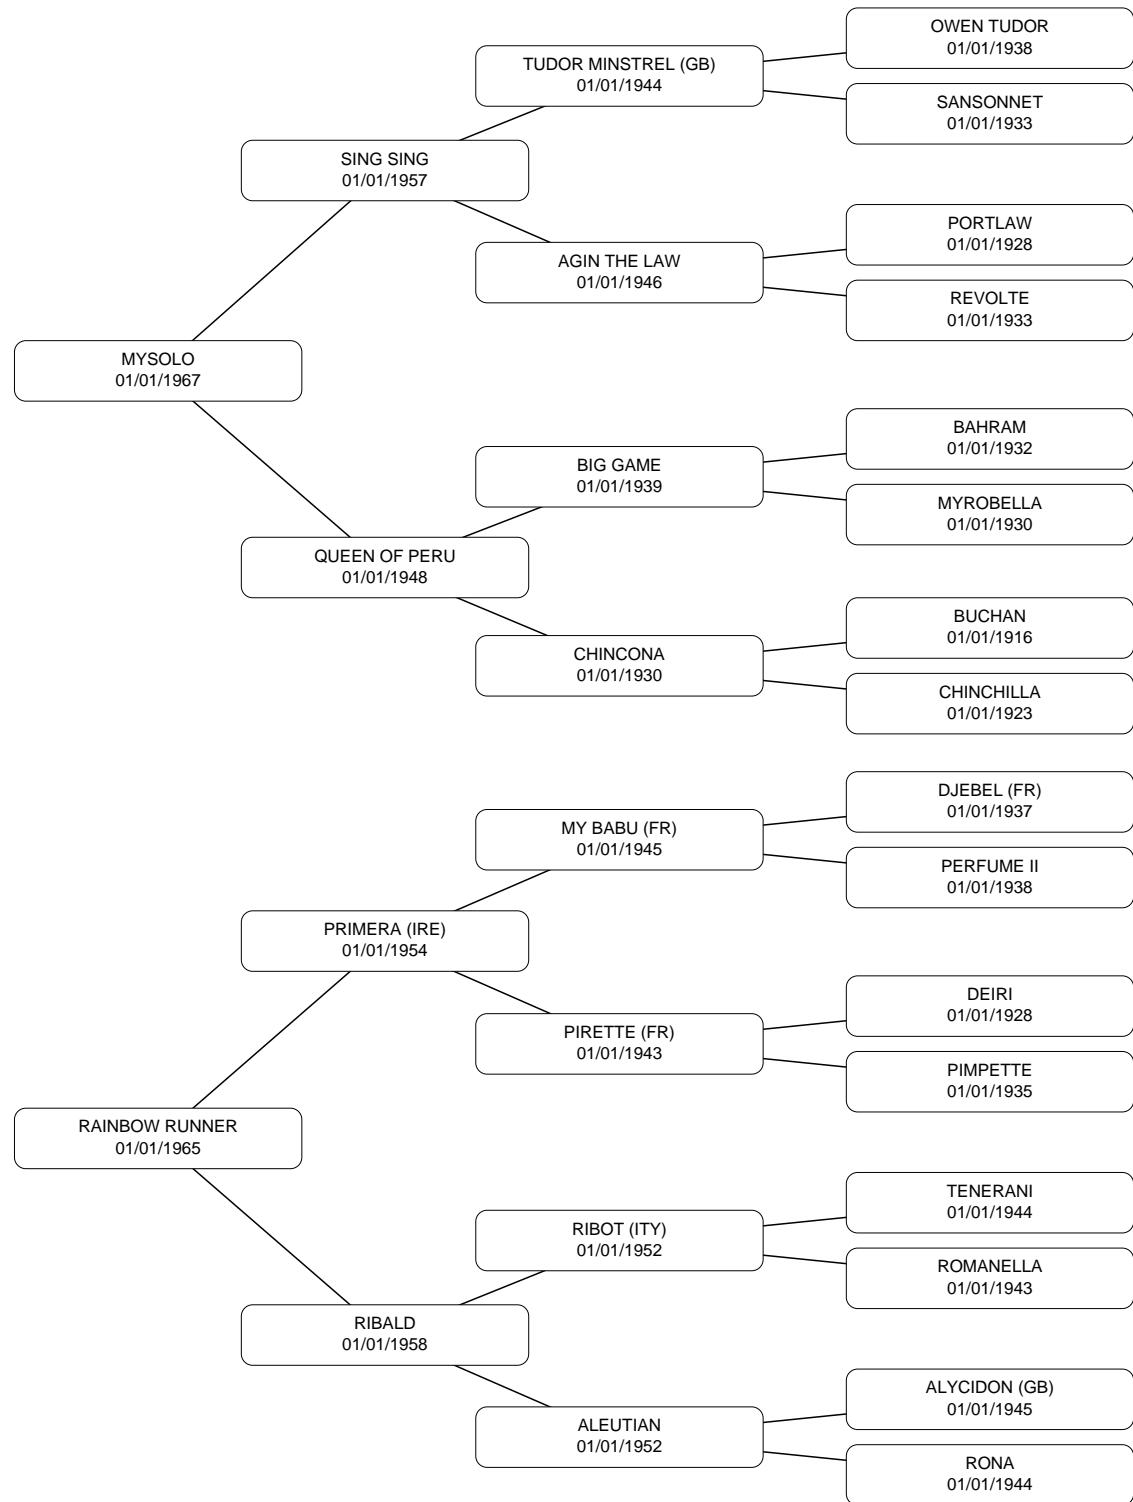 OWEN TUDOR
01/01/1938
TUDOR MINSTREL (GB)
01/01/1944
SANSONNET
01/01/1933
SING SING
01/01/1957
PORTLAW
01/01/1928
AGIN THE LAW
01/01/1946
REVOLTE
01/01/1933
MYSOLO
01/01/1967
BAHRAM
01/01/1932
BIG GAME
01/01/1939
MYROBELLA
01/01/1930
QUEEN OF PERU
01/01/1948
BUCHAN
01/01/1916
CHINCONA
01/01/1930
CHINCHILLA
01/01/1923
DJEBEL (FR)
01/01/1937
MY BABU (FR)
01/01/1945
PERFUME II
01/01/1938
PRIMERA (IRE)
01/01/1954
DEIRI
01/01/1928
PIRETTE (FR)
01/01/1943
PIMPETTE
01/01/1935
RAINBOW RUNNER
01/01/1965
TENERANI
01/01/1944
RIBOT (ITY)
01/01/1952
ROMANELLA
01/01/1943
RIBALD
01/01/1958
ALYCIDON (GB)
01/01/1945
ALEUTIAN
01/01/1952
RONA
01/01/1944